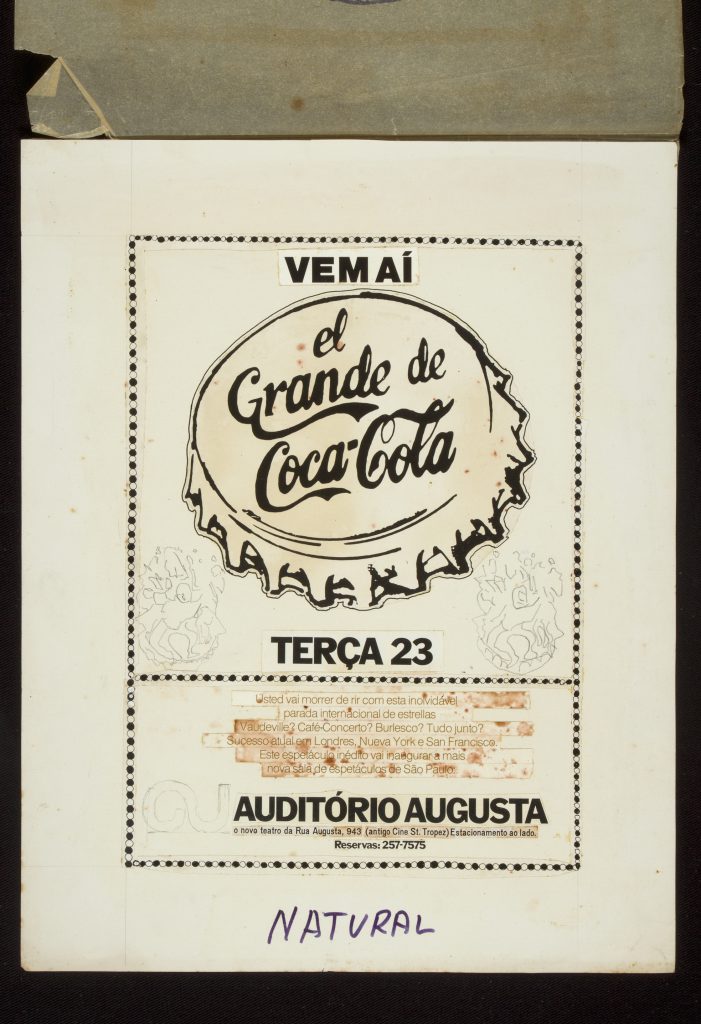 VEM AÍ
el
Grande de
Coca-Cola
TERÇA 23
Usted vai morrer de rir com esta inolvidável
parada internacional de estrellas
Vaudeville? Café-Concerto? Burlesco? Tudo junto?
Sucesso atual em Londres, Nueva York e San Francisco.
Este espetáculo inédito vai inaugurar a mais
nova sala de espetáculos de São Paulo.
AUDITÓRIO AUGUSTA
o novo teatro da Rua Augusta, 943 (antigo Cine St. Tropez) Estacionamento ao lado.
Reservas: 257-7575
NATURAL